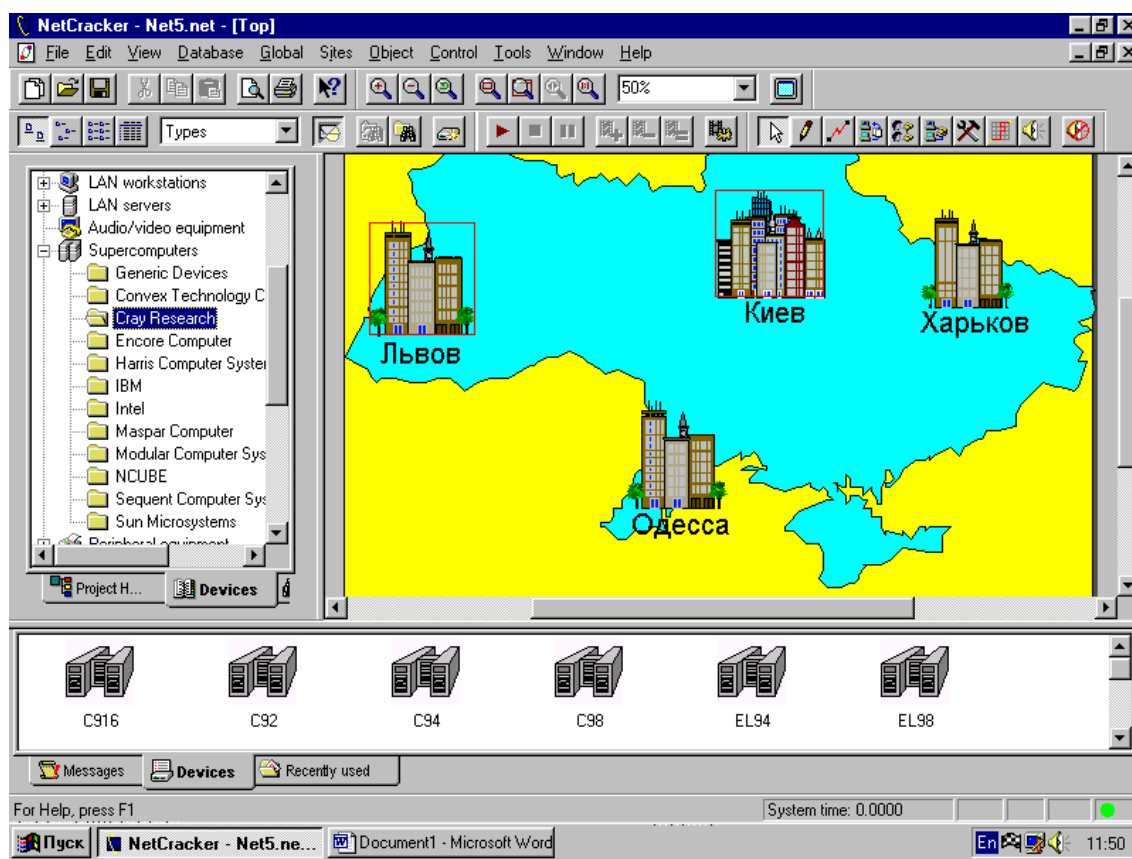 NetCracker - Net5.net - [Top]
File Edit View Database Global Sites Object Control Tools Window Help
50%
Types
LAN workstations
LAN servers
Audio/video equipment
Supercomputers
Generic Devices
Convex Technology C
Cray Research
Encore Computer
Harris Computer System
IBM
Intel
Maspar Computer
Modular Computer Sys
NCUBE
Sequent Computer Sys
Sun Microsystems
Peripheral equipment
Project H...
Devices
Львов
Киев
Харьков
Одесса
C916
C92
C94
C98
EL94
EL98
Messages
Devices
Recently used
For Help, press F1
System time: 0.0000
Пуск
NetCracker - Net5.ne...
Document1 - Microsoft Word
En
11:50